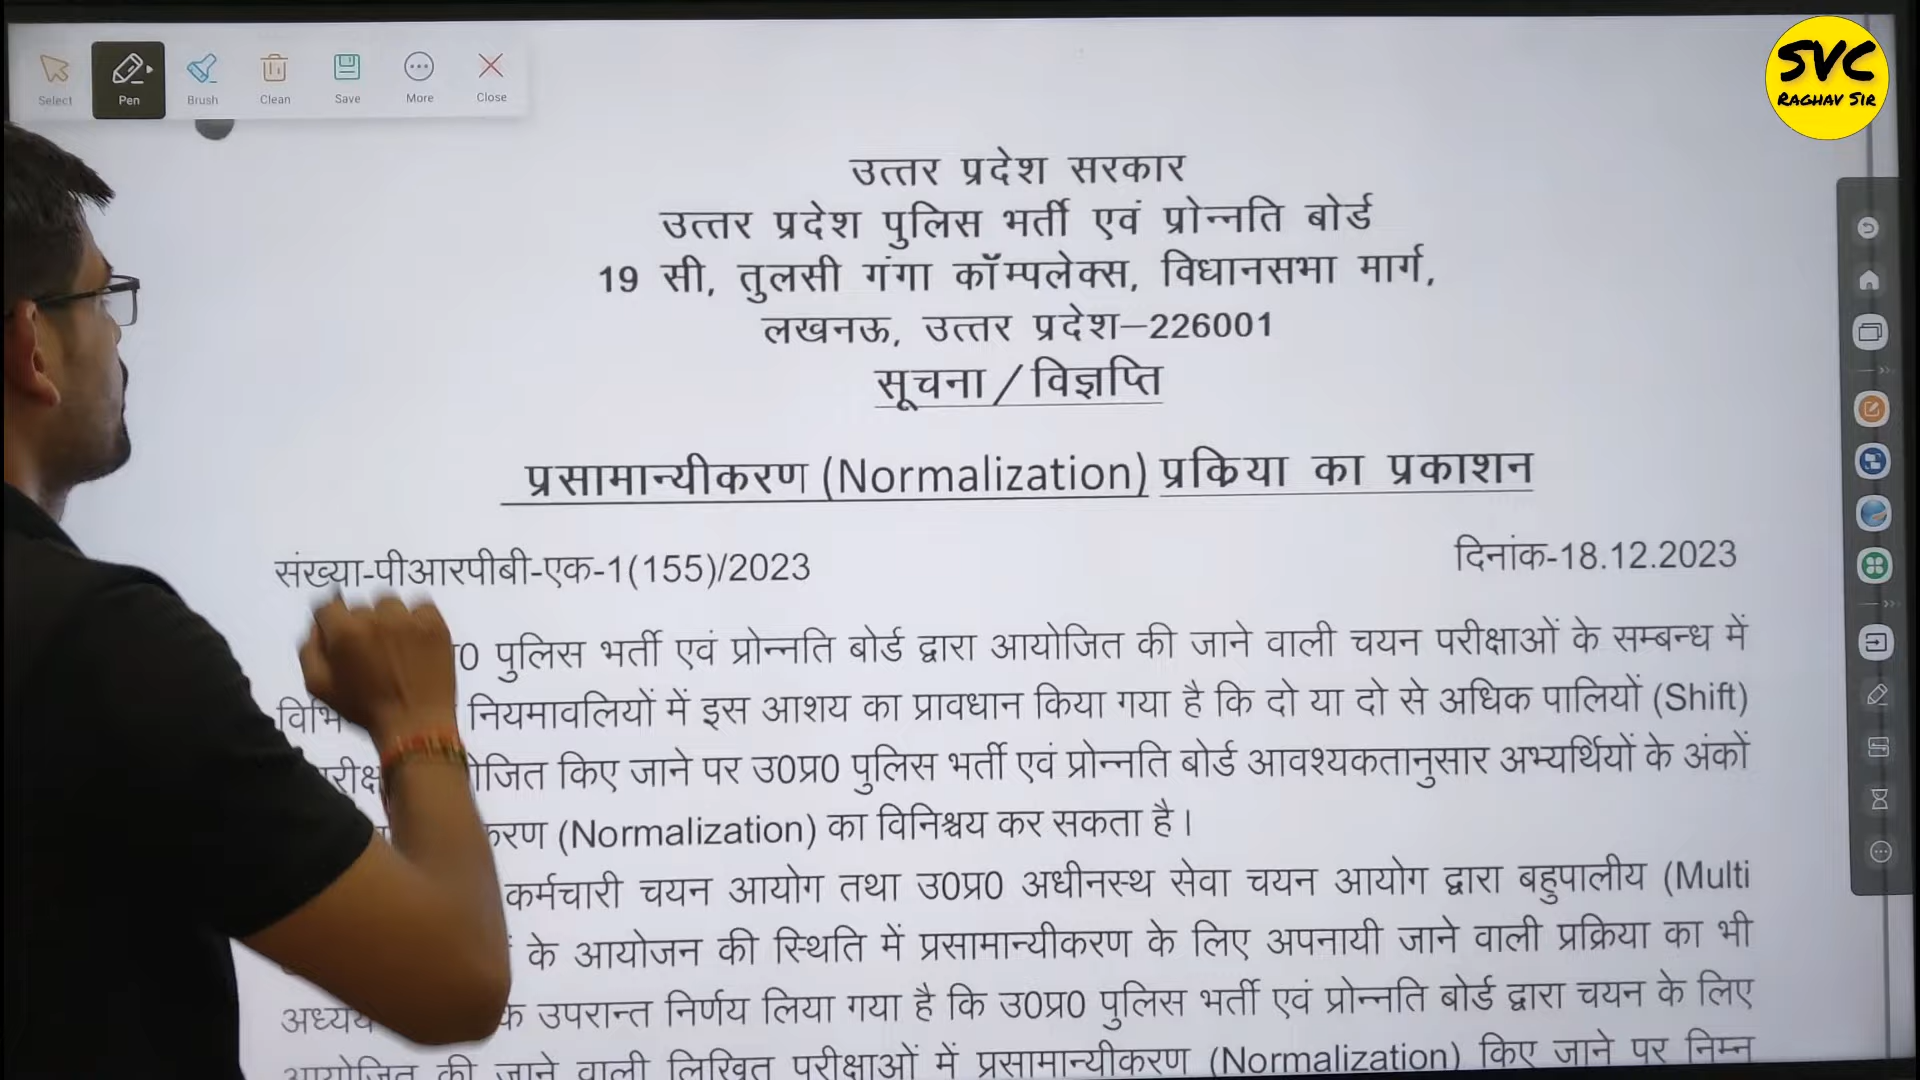 Select
Pen
Brush
Clean
Save
More
Close
SVC
RAGHAV SIR
उत्तर प्रदेश सरकार
उत्तर प्रदेश पुलिस भर्ती एवं प्रोन्नति बोर्ड
19 सी, तुलसी गंगा कॉम्पलेक्स, विधानसभा मार्ग,
लखनऊ, उत्तर प्रदेश–226001
सूचना / विज्ञप्ति
प्रसामान्यीकरण (Normalization) प्रक्रिया का प्रकाशन
संख्या-पीआरपीबी-एक-1(155)/2023
दिनांक-18.12.2023
पुलिस भर्ती एवं प्रोन्नति बोर्ड द्वारा आयोजित की जाने वाली चयन परीक्षाओं के सम्बन्ध में
नियमावलियों में इस आशय का प्रावधान किया गया है कि दो या दो से अधिक पालियों (Shift)
किए जाने पर उ0प्र0 पुलिस भर्ती एवं प्रोन्नति बोर्ड आवश्यकतानुसार अभ्यर्थियों के अंकों
(Normalization) का विनिश्चय कर सकता है।
कर्मचारी चयन आयोग तथा उ0प्र0 अधीनस्थ सेवा चयन आयोग द्वारा बहुपालीय (Multi
के आयोजन की स्थिति में प्रसामान्यीकरण के लिए अपनायी जाने वाली प्रक्रिया का भी
उपरान्त निर्णय लिया गया है कि उ0प्र0 पुलिस भर्ती एवं प्रोन्नति बोर्ड द्वारा चयन के लिए
आयोजित की जाने वाली लिखित परीक्षाओं में प्रसामान्यीकरण (Normalization) किए जाने पर निम्न